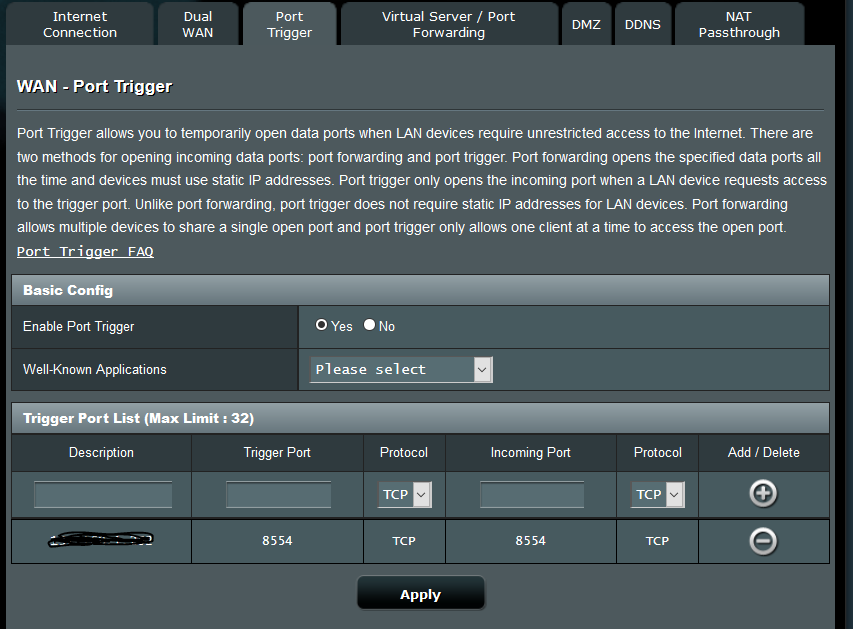 Internet Connection
Dual WAN
Port Trigger
Virtual Server / Port Forwarding
DMZ
DDNS
NAT Passthrough
WAN - Port Trigger
Port Trigger allows you to temporarily open data ports when LAN devices require unrestricted access to the Internet. There are
two methods for opening incoming data ports: port forwarding and port trigger. Port forwarding opens the specified data ports all
the time and devices must use static IP addresses. Port trigger only opens the incoming port when a LAN device requests access
to the trigger port. Unlike port forwarding, port trigger does not require static IP addresses for LAN devices. Port forwarding
allows multiple devices to share a single open port and port trigger only allows one client at a time to access the open port.
Port Trigger FAQ
Basic Config
Enable Port Trigger Yes No
Well-Known Applications Please select
Trigger Port List (Max Limit : 32)
Description Trigger Port Protocol Incoming Port Protocol Add / Delete
TCP TCP
8554 TCP 8554 TCP
Apply